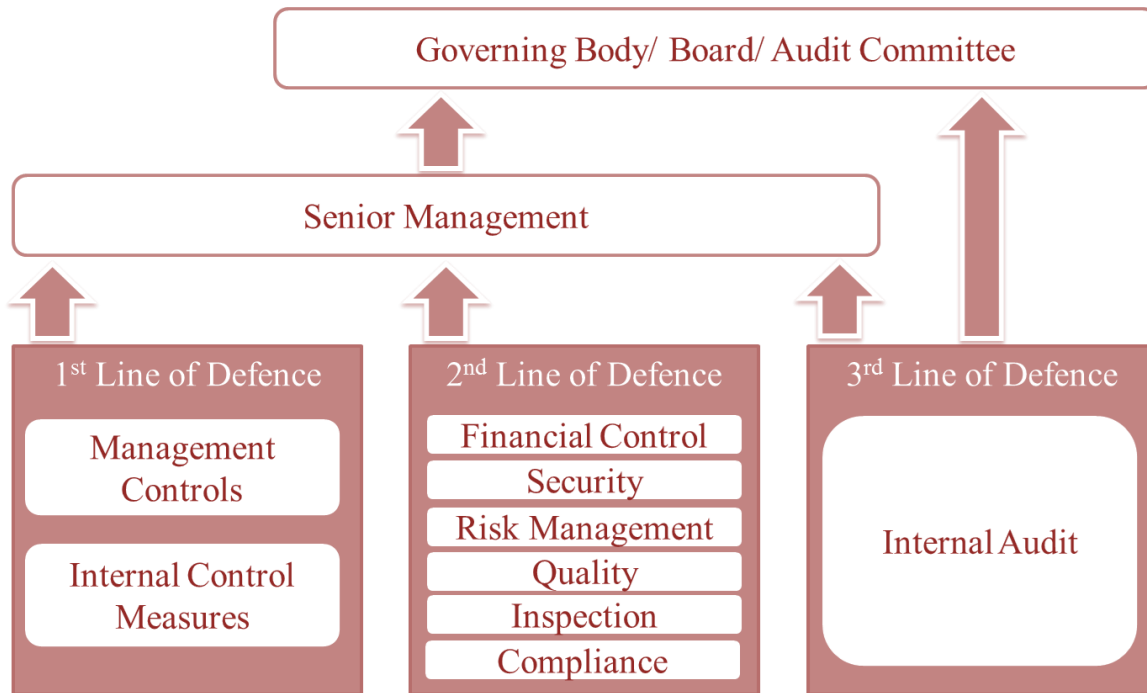 Governing Body/ Board/ Audit Committee
Senior Management
1st Line of Defence
Management
Controls
Internal Control
Measures
2nd Line of Defence
Financial Control
Security
Risk Management
Quality
Inspection
Compliance
3rd Line of Defence
Internal Audit